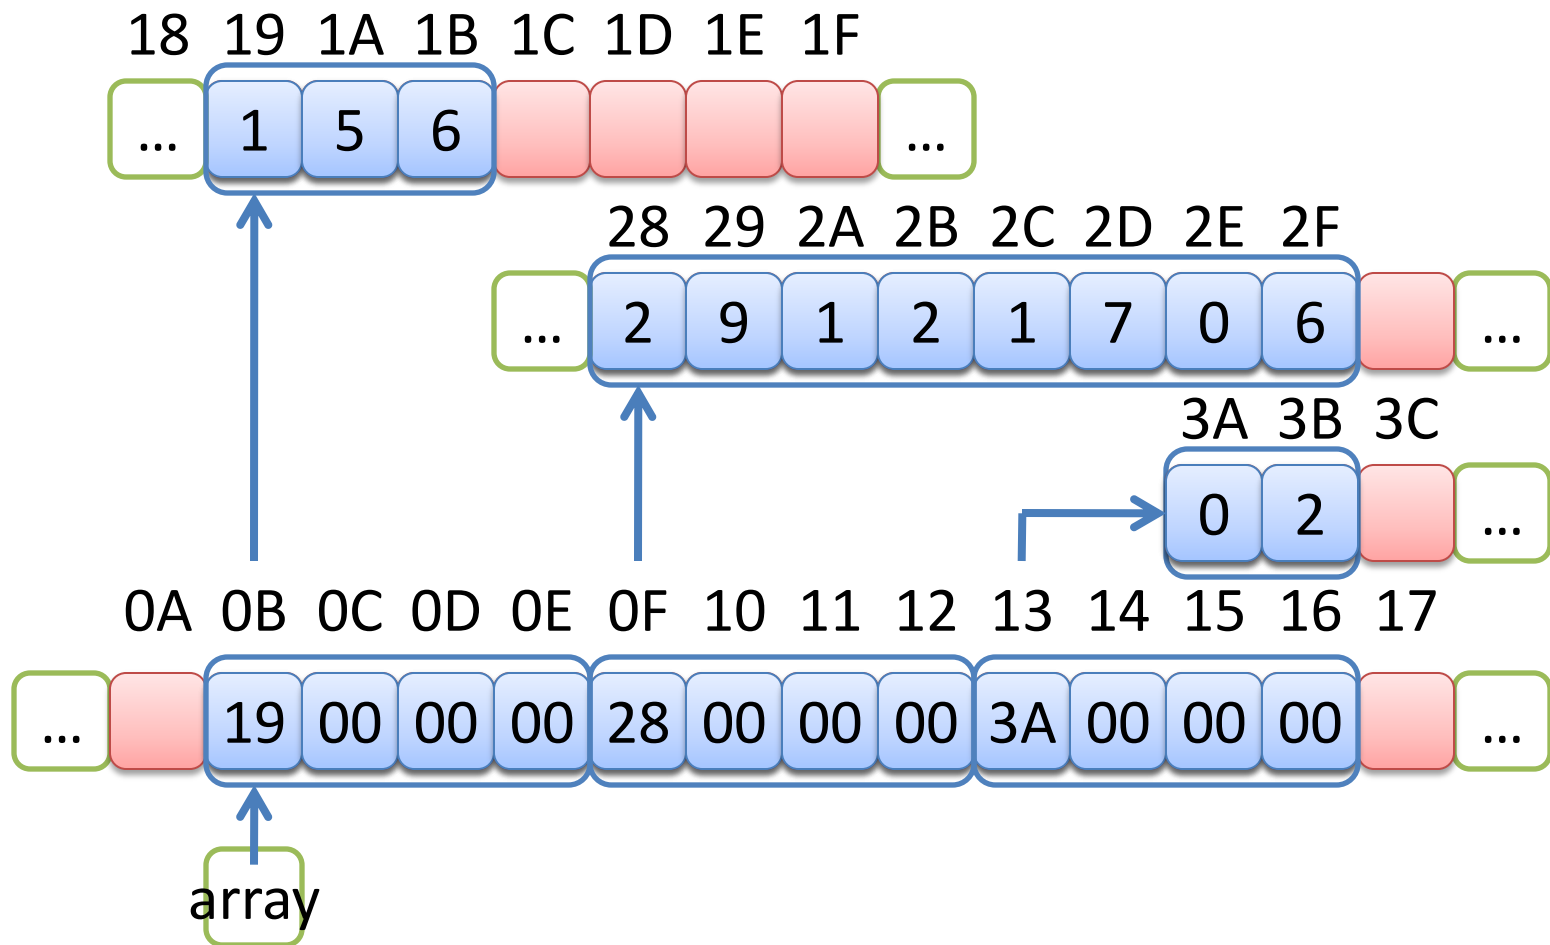 18 19 1A 1B 1C 1D 1E 1F
... 1 5 6 ...
28 29 2A 2B 2C 2D 2E 2F
... 2 9 1 2 1 7 0 6 ...
3A 3B 3C
0 2 ...
0A 0B 0C 0D 0E 0F 10 11 12 13 14 15 16 17
... 19 00 00 00 28 00 00 00 3A 00 00 00 ...
array